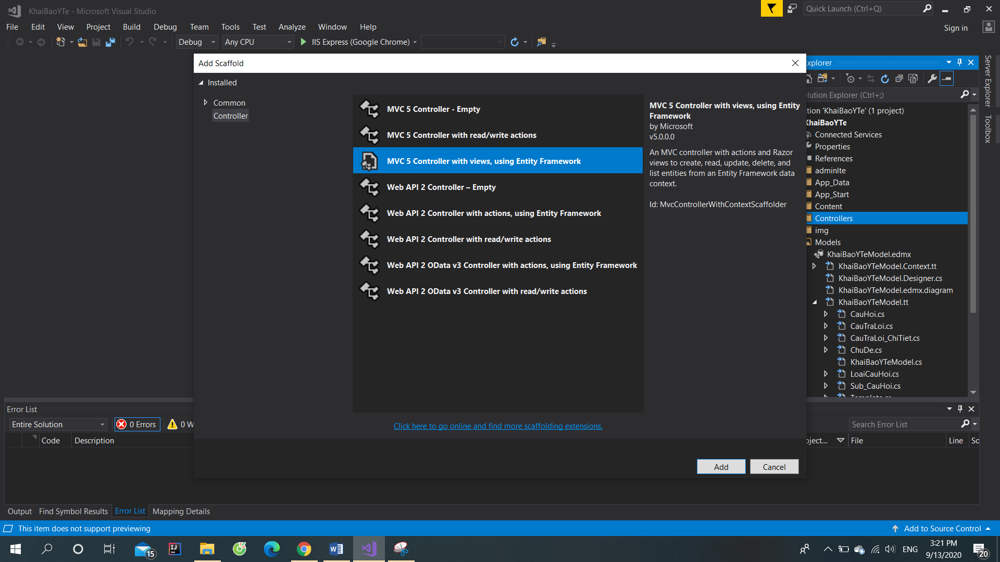 KhaiBaoYTe - Microsoft Visual Studio
Quick Launch (Ctrl+Q)
File Edit View Project Build Debug Team Tools Test Analyze Window Help
Sign in
Debug Any CPU IIS Express (Google Chrome)
Add Scaffold
Installed
Common
Controller
MVC 5 Controller - Empty
MVC 5 Controller with read/write actions
MVC 5 Controller with views, using Entity Framework
Web API 2 Controller – Empty
Web API 2 Controller with actions, using Entity Framework
Web API 2 Controller with read/write actions
Web API 2 OData v3 Controller with actions, using Entity Framework
Web API 2 OData v3 Controller with read/write actions
MVC 5 Controller with views, using Entity
Framework
by Microsoft
v5.0.0.0
An MVC controller with actions and Razor
views to create, read, update, delete, and
list entities from an Entity Framework data
context.
Id: MvcControllerWithContextScaffolder
Click here to go online and find more scaffolding extensions.
Add Cancel
xplorer
lution Explorer (Ctrl+;)
tion 'KhaiBaoYTe' (1 project)
KhaiBaoYTe
Connected Services
Properties
References
adminlte
App_Data
App_Start
Content
Controllers
img
Models
KhaiBaoYTeModel.edmx
KhaiBaoYTeModel.Context.tt
KhaiBaoYTeModel.Designer.cs
KhaiBaoYTeModel.edmx.diagram
KhaiBaoYTeModel.tt
CauHoi.cs
CauTraLoi.cs
CauTraLoi_ChiTiet.cs
ChuDe.cs
KhaiBaoYTeModel.cs
LoaiCauHoi.cs
Sub_CauHoi.cs
Server Explorer
Toolbox
Error List
Entire Solution 0 Errors 0 W
Search Error List
Code Description
oject... File Line So
Output Find Symbol Results Error List Mapping Details
This item does not support previewing
Add to Source Control
15
ENG
3:21 PM
9/13/2020
20